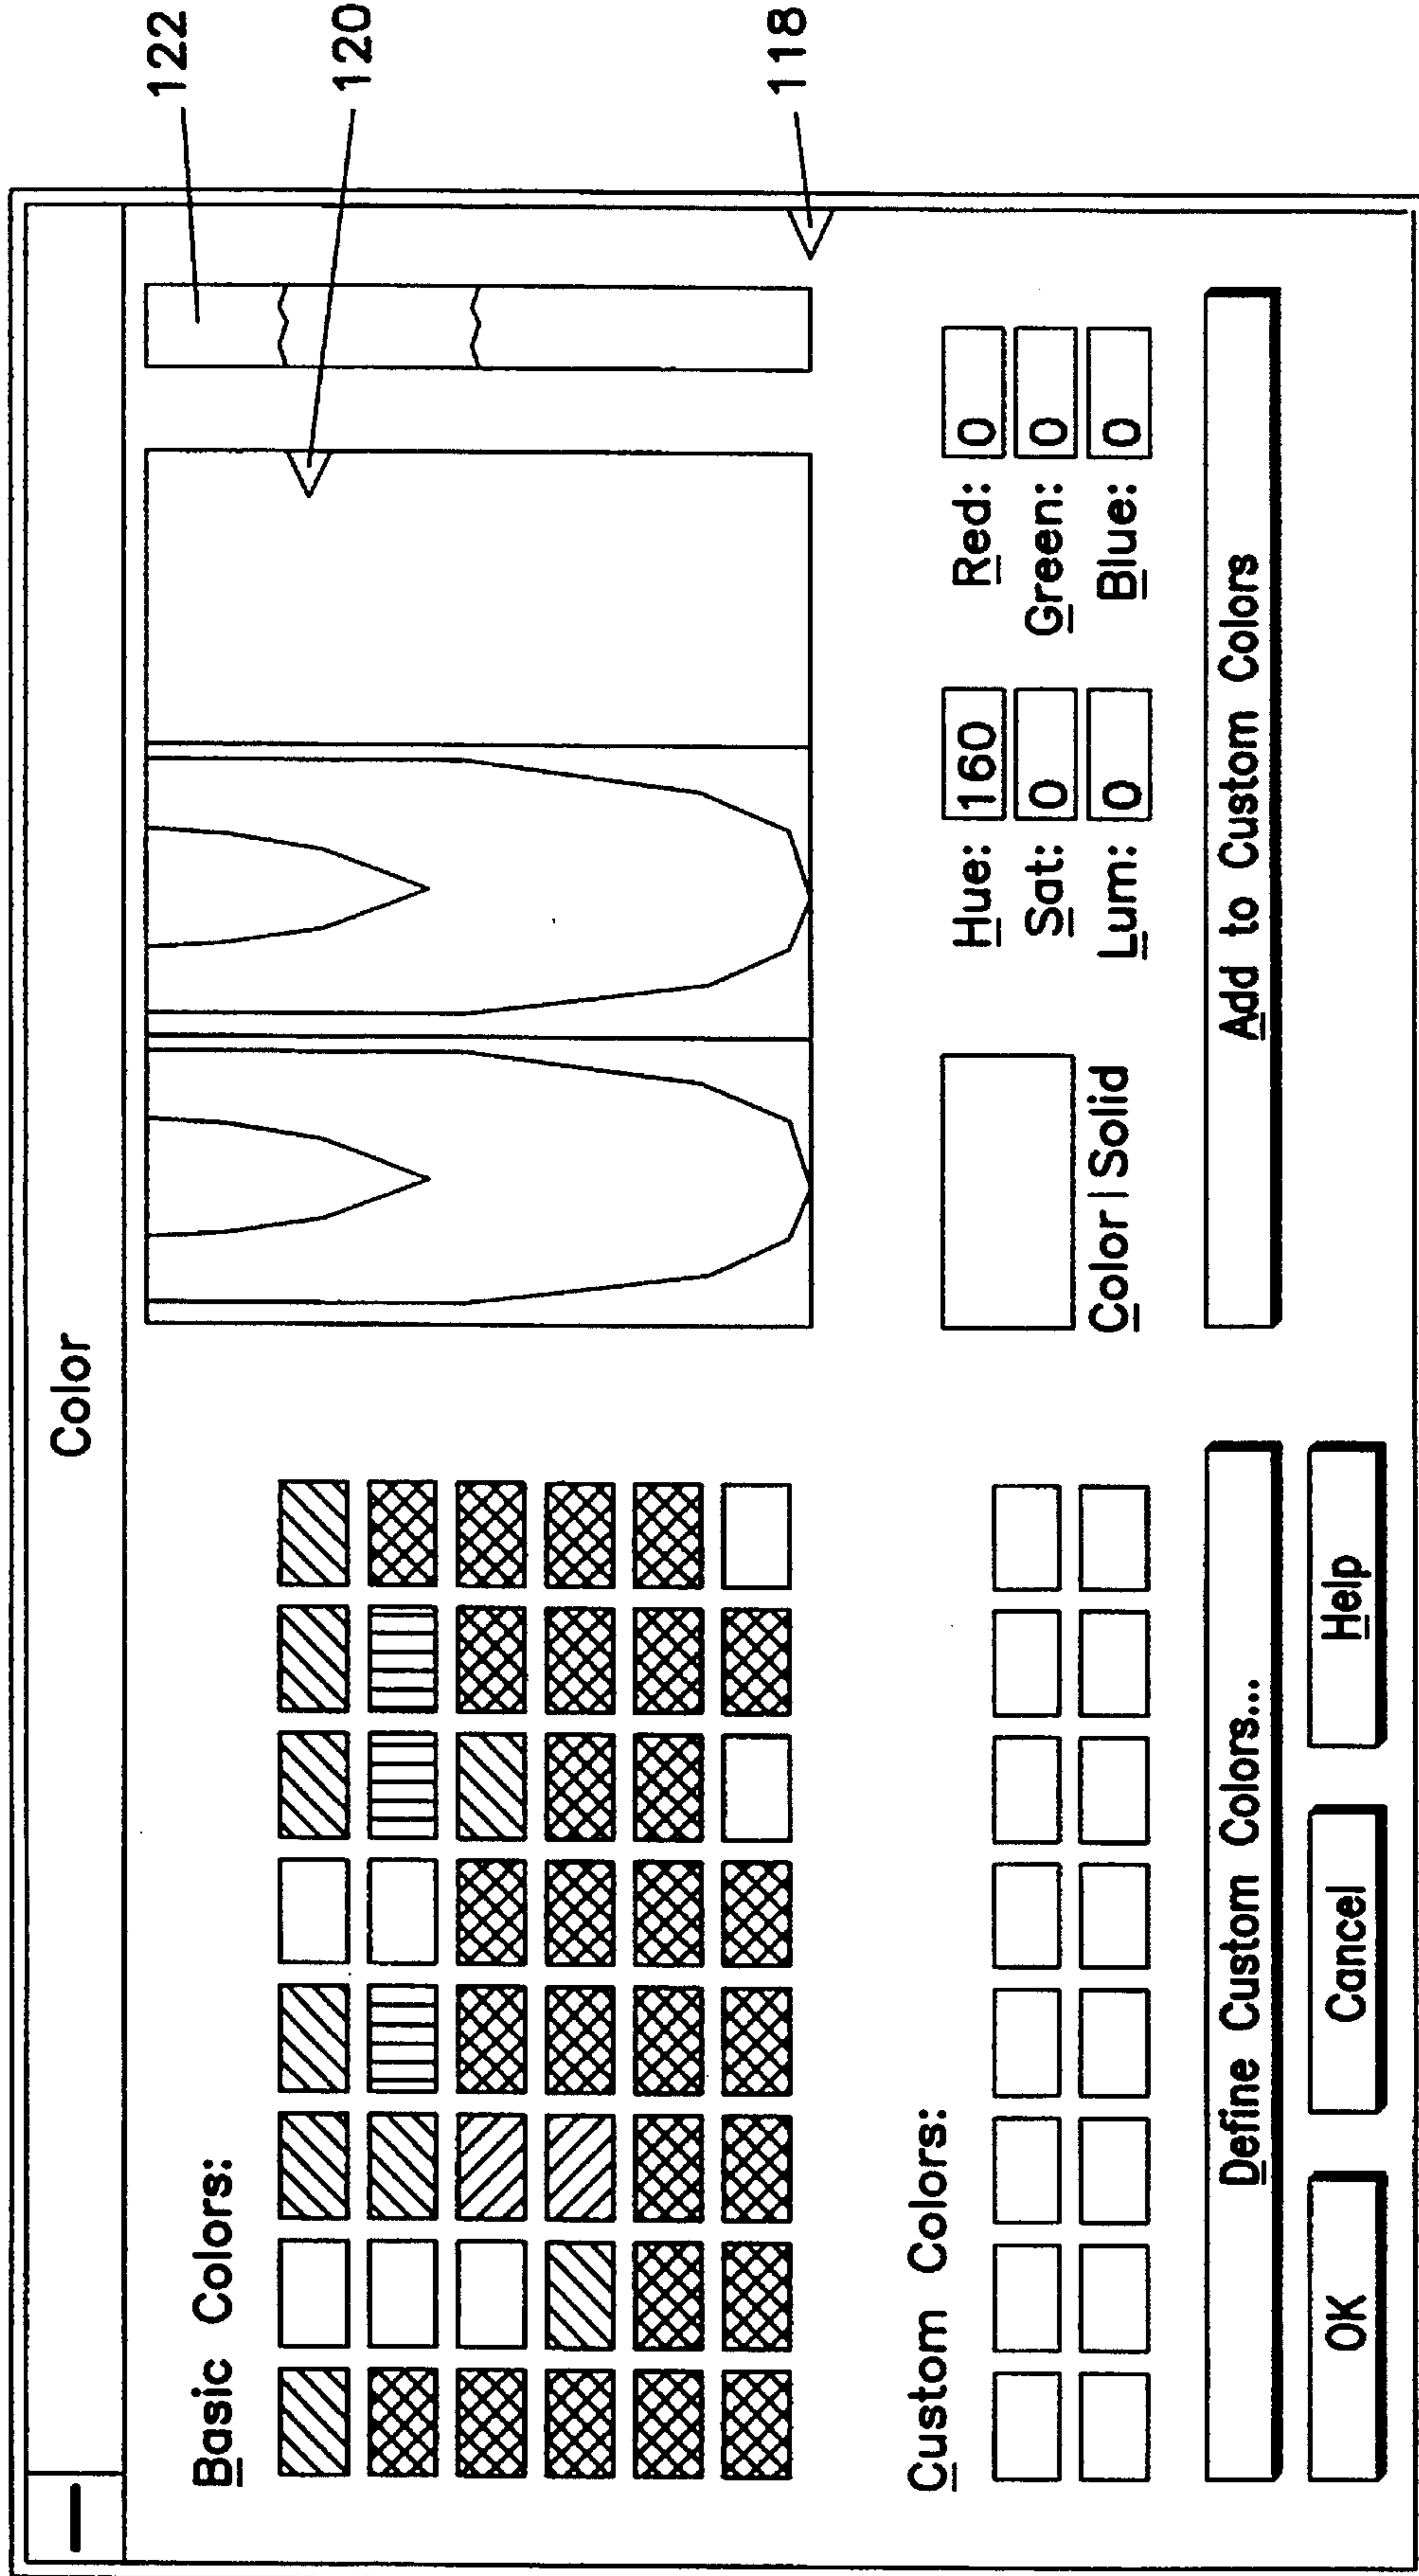 Color
Basic Colors:
Custom Colors:
Define Custom Colors...
OK
Cancel
Help
122
120
118
Color|Solid
Hue: 160
Sat: 0
Lum: 0
Red: 0
Green: 0
Blue: 0
Add to Custom Colors